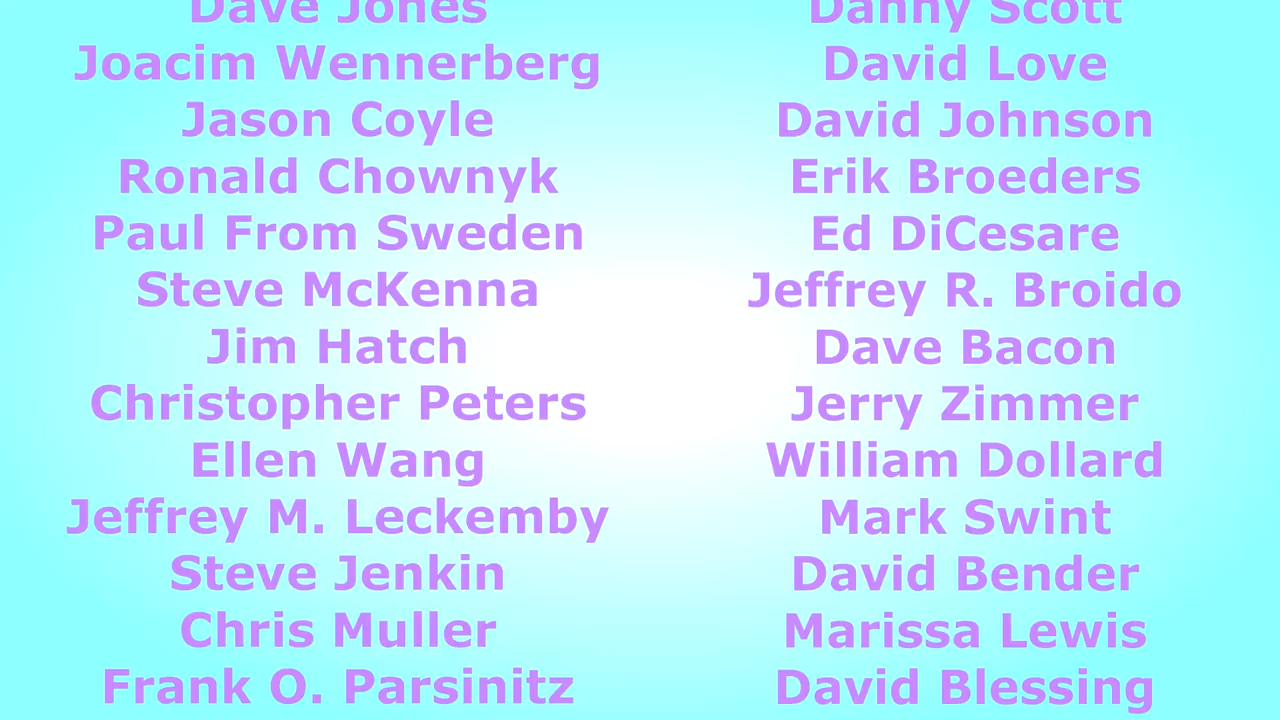 Dave Jones
Joacim Wennerberg
Jason Coyle
Ronald Chownyk
Paul From Sweden
Steve McKenna
Jim Hatch
Christopher Peters
Ellen Wang
Jeffrey M. Leckemby
Steve Jenkin
Chris Muller
Frank O. Parsinitz
Danny Scott
David Love
David Johnson
Erik Broeders
Ed DiCesare
Jeffrey R. Broido
Dave Bacon
Jerry Zimmer
William Dollard
Mark Swint
David Bender
Marissa Lewis
David Blessing